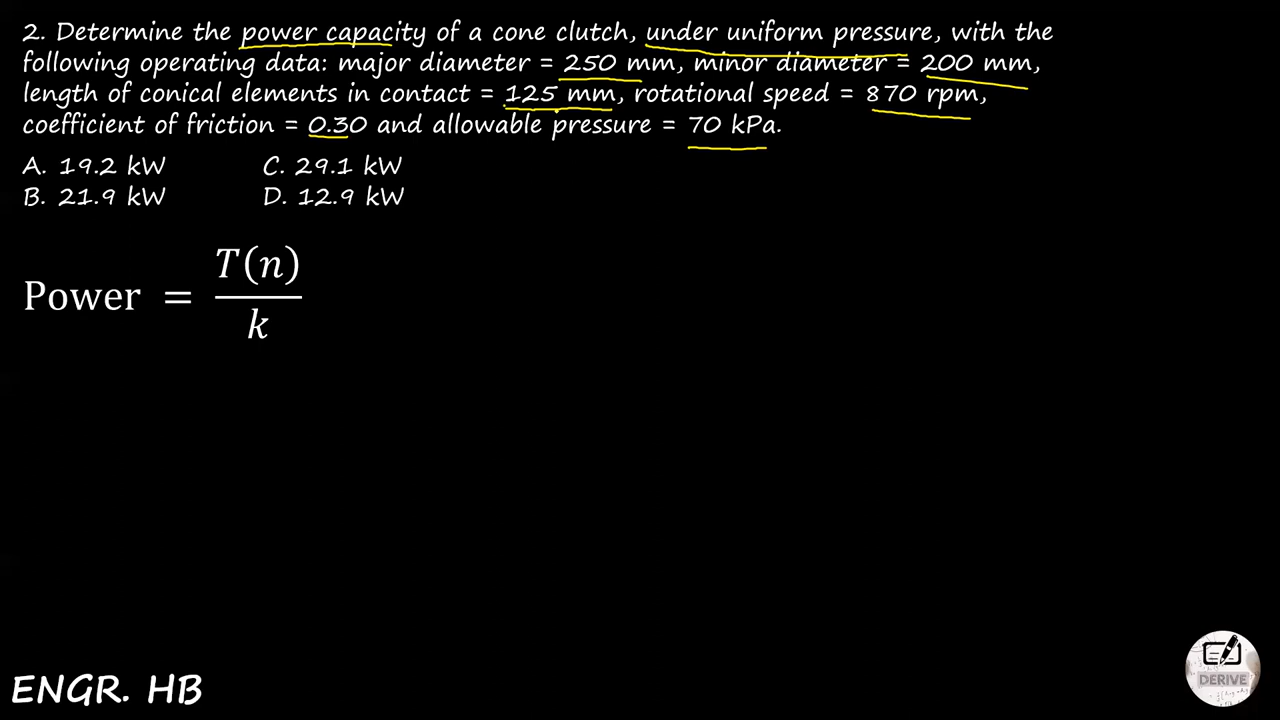 2. Determine the power capacity of a cone clutch, under uniform pressure, with the
following operating data: major diameter = 250 mm, minor diameter = 200 mm,
length of conical elements in contact = 125 mm, rotational speed = 870 rpm,
coefficient of friction = 0.30 and allowable pressure = 70 kPa.
A. 19.2 kW C. 29.1 kW
B. 21.9 kW D. 12.9 kW
Power = T(n) / k
DERIVE
ENGR. HB